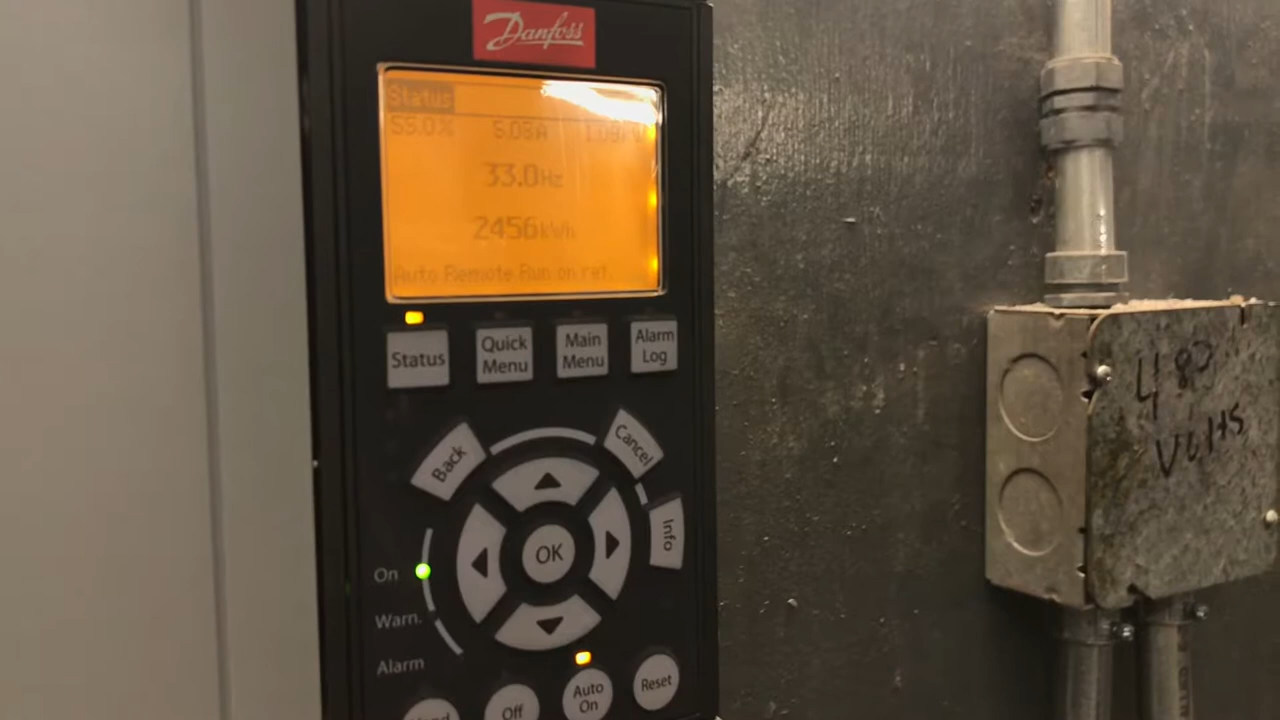 Danfoss
Status
55.0% 5.08A
33.0Hz
2456kWh
Auto Remote Run on ref.
Status
Quick Menu
Main Menu
Alarm Log
Back
Cancel
Info
OK
On
Warn.
Alarm
Off
Auto On
Reset
480
Volts